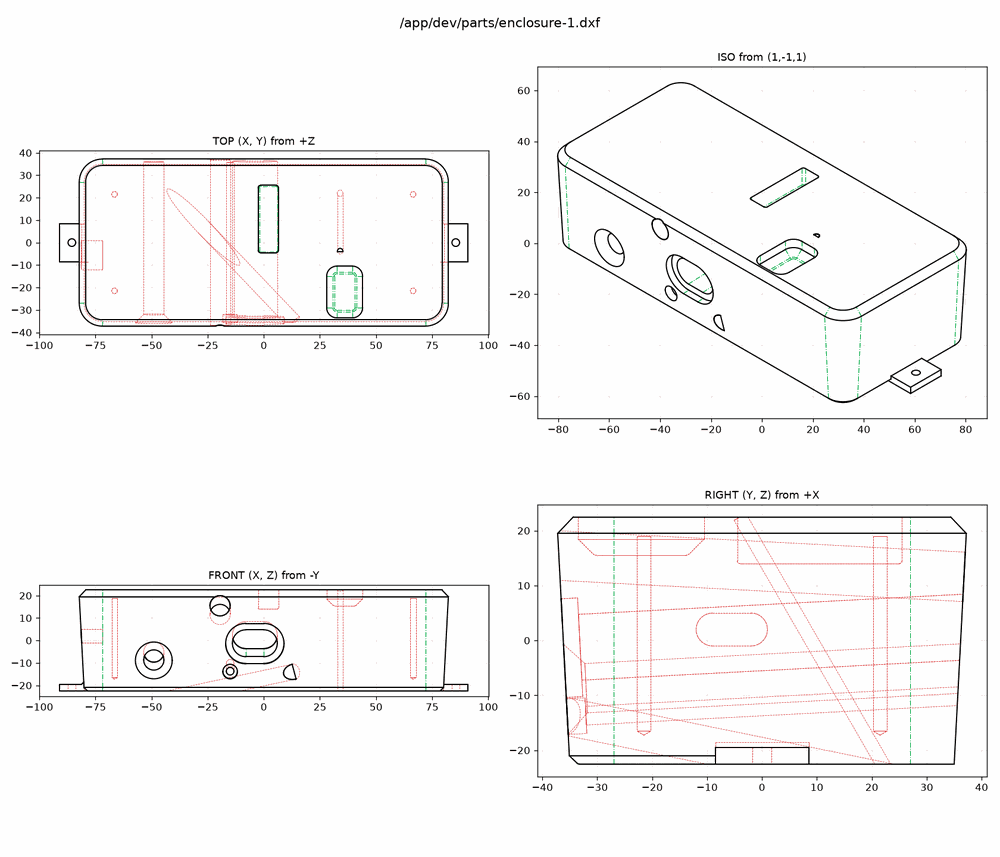 /app/dev/parts/enclosure-1.dxf
ISO from (1,-1,1)
60
40
20
0
−20
−40
−60
−80 −60 −40 −20 0 20 40 60 80
TOP (X, Y) from +Z
40
30
20
10
0
−10
−20
−30
−40
−100 −75 −50 −25 0 25 50 75 100
RIGHT (Y, Z) from +X
20
10
0
−10
−20
−40 −30 −20 −10 0 10 20 30 40
FRONT (X, Z) from -Y
20
10
0
−10
−20
−100 −75 −50 −25 0 25 50 75 100